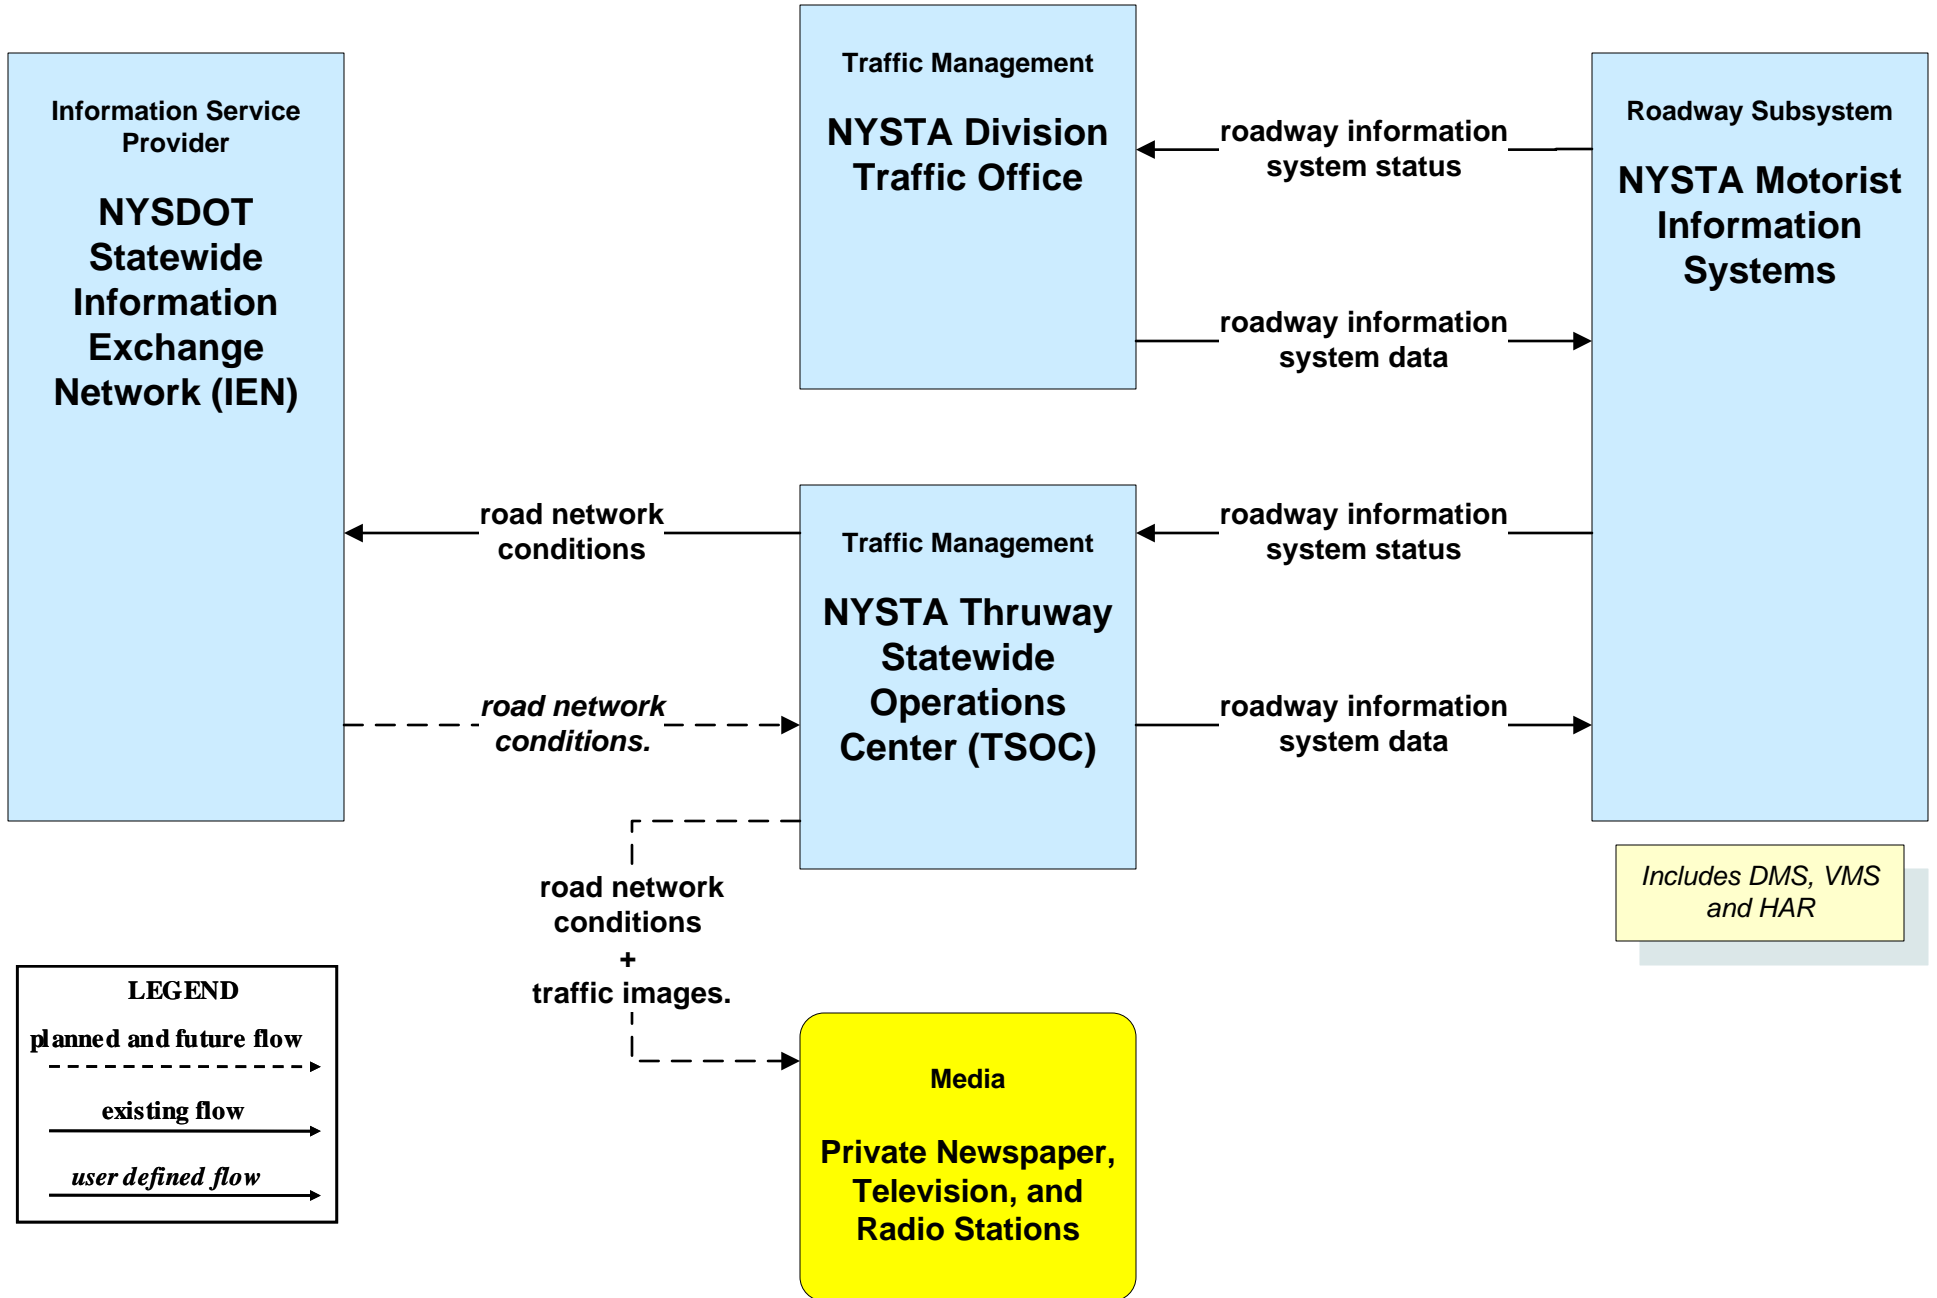 Information Service
Provider
NYSDOT
Statewide
Information
Exchange
Network (IEN)
Traffic Management
NYSTA Division
Traffic Office
roadway information
system status
roadway information
system data
Roadway Subsystem
NYSTA Motorist
Information
Systems
road network
conditions
road network
conditions.
Traffic Management
NYSTA Thruway
Statewide
Operations
Center (TSOC)
roadway information
system status
roadway information
system data
Includes DMS, VMS
and HAR
road network
conditions
+
traffic images.
Media
Private Newspaper,
Television, and
Radio Stations
LEGEND
planned and future flow
existing flow
user defined flow